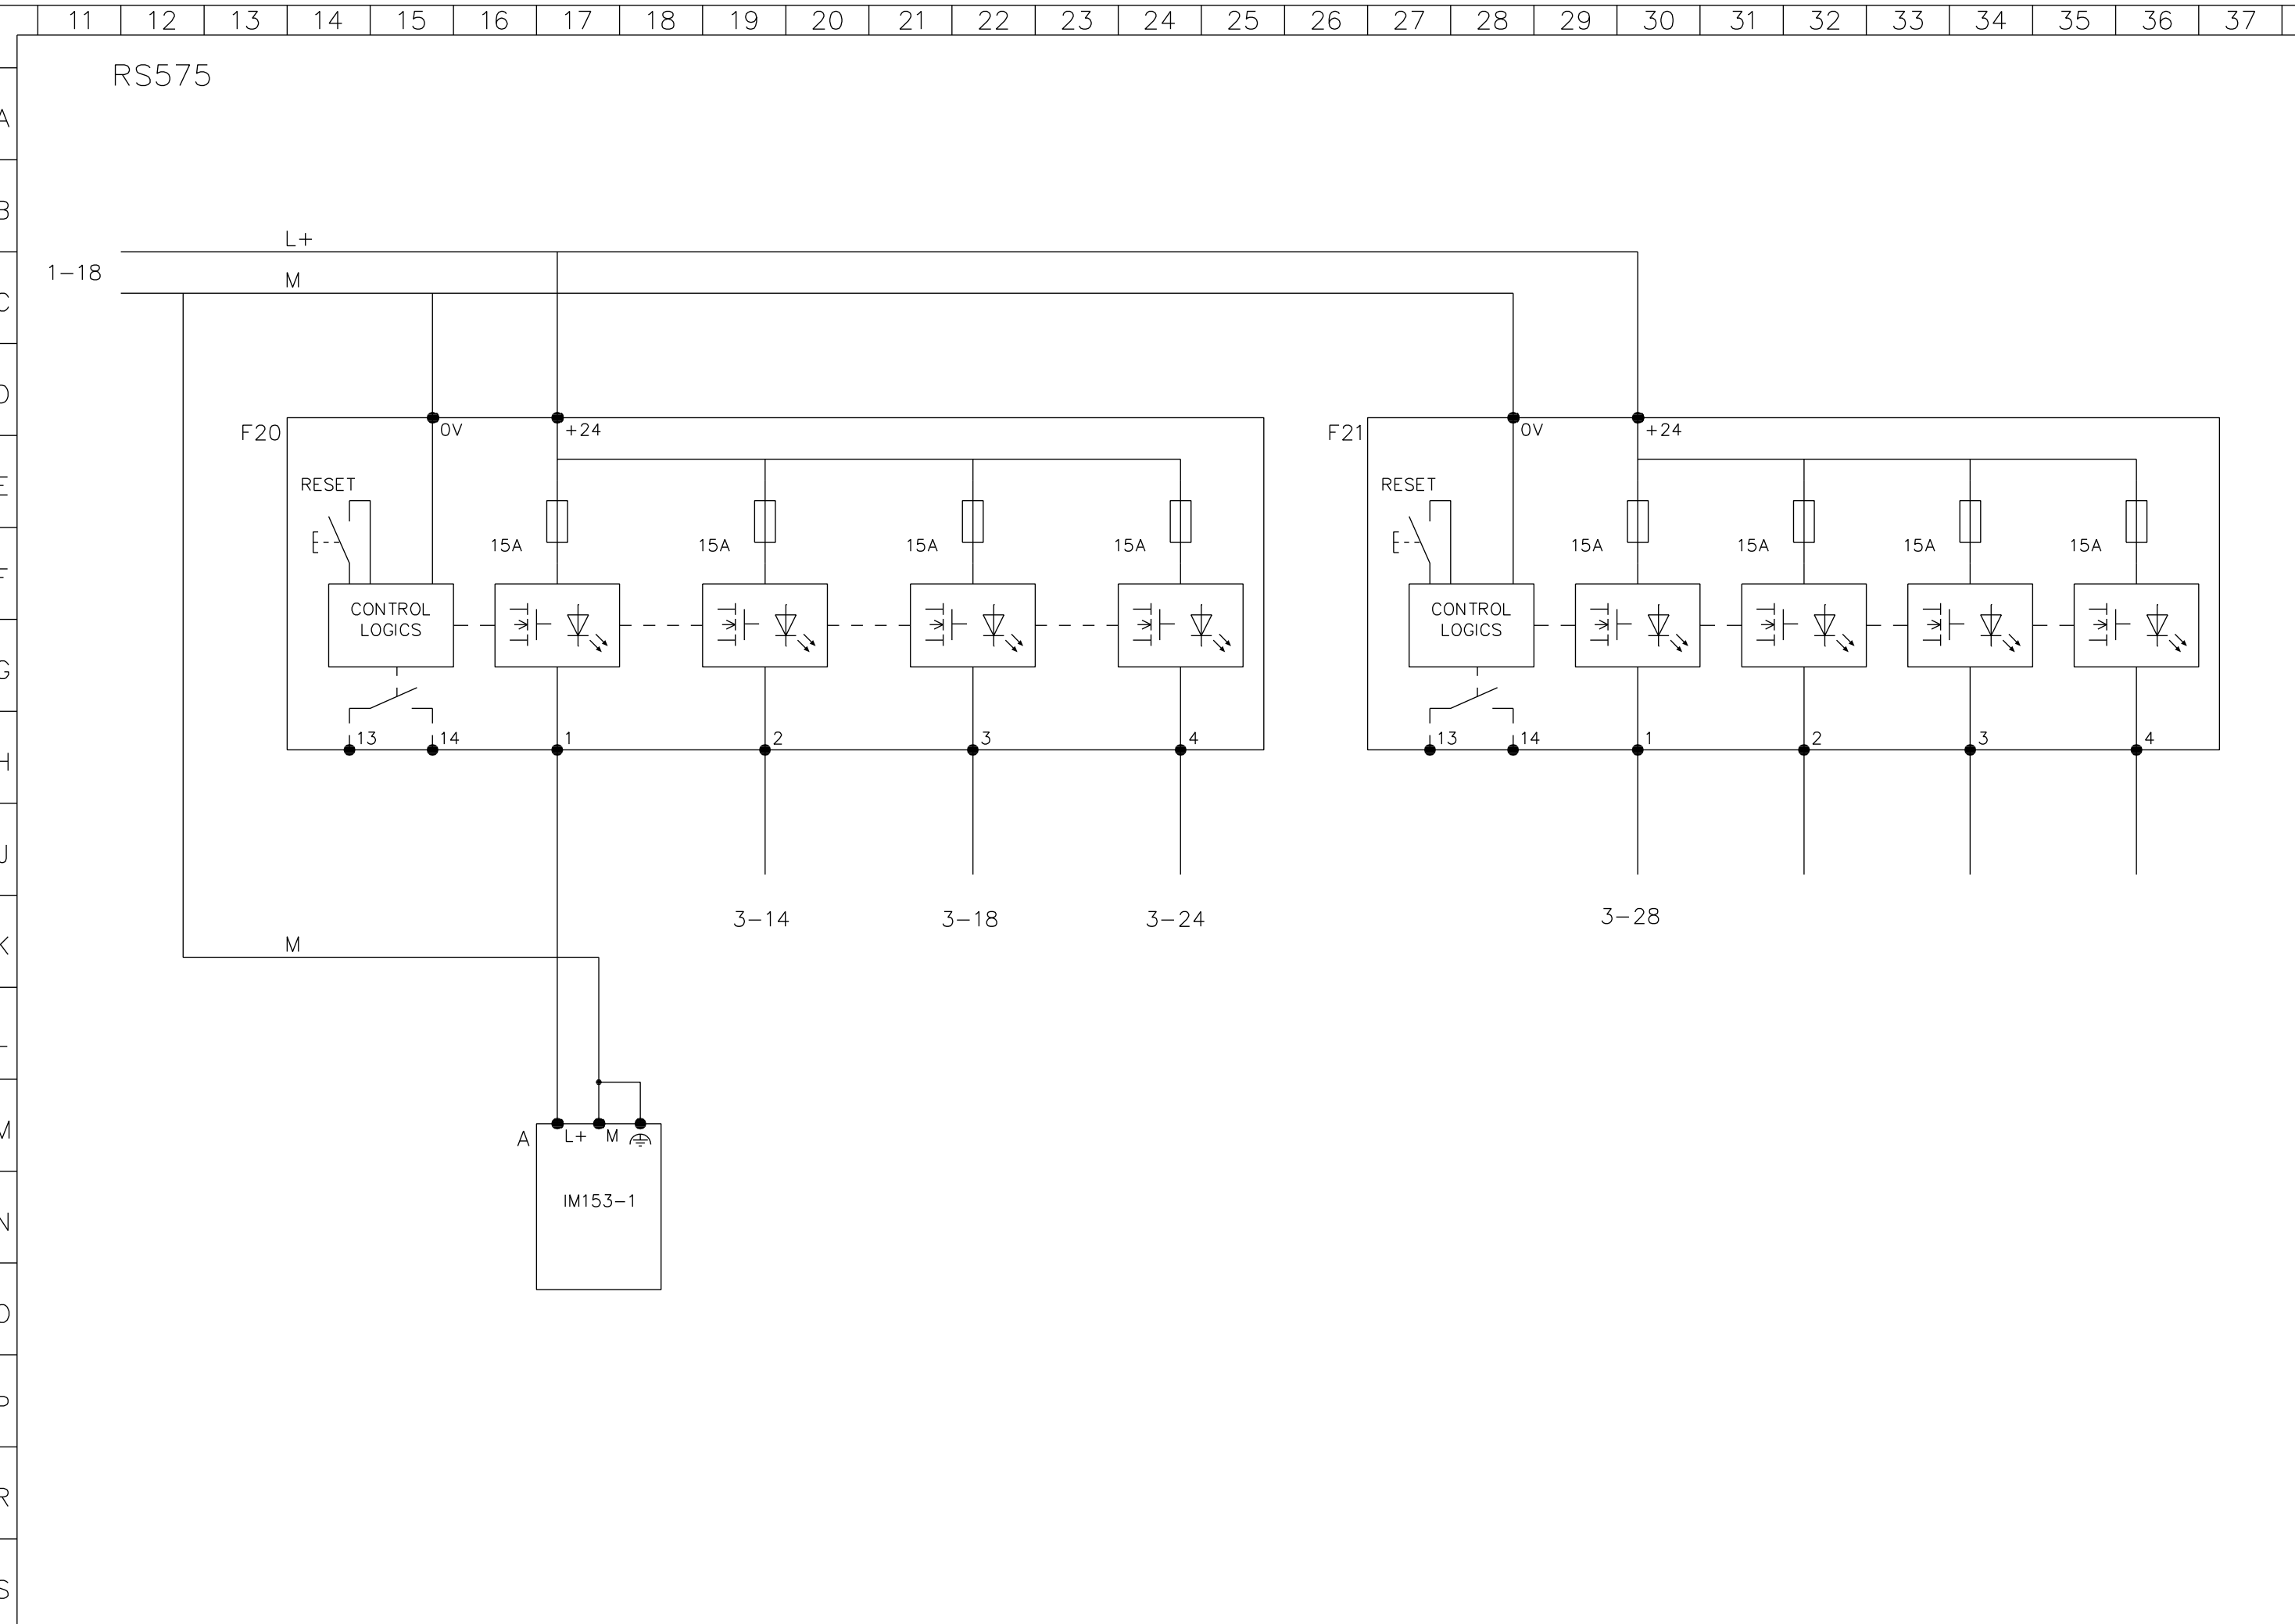 11 12 13 14 15 16 17 18 19 20 21 22 23 24 25 26 27 28 29 30 31 32 33 34 35 36 37
RS575
A
B
L+
1-18
M
C
D
F20 0V +24 F21 0V +24
E
RESET RESET
15A 15A 15A 15A 15A 15A 15A 15A
F
CONTROL CONTROL
LOGICS LOGICS
G
13 14 1 2 3 4 13 14 1 2 3 4
H
J
3-14 3-18 3-24 3-28
K
M
L
M
A L+ M
IM153-1
N
O
P
R
S